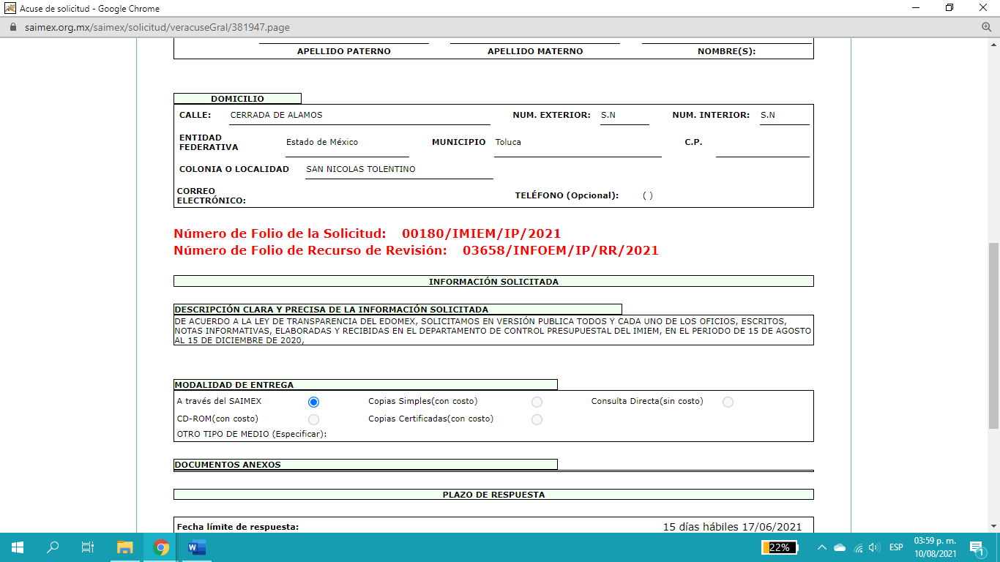 Acuse de solicitud - Google Chrome
saimex.org.mx/saimex/solicitud/veracuseGral/381947.page
APELLIDO PATERNO APELLIDO MATERNO NOMBRE(S):
DOMICILIO
CALLE: CERRADA DE ALAMOS NUM. EXTERIOR: S.N NUM. INTERIOR: S.N
ENTIDAD FEDERATIVA Estado de México MUNICIPIO Toluca C.P.
COLONIA O LOCALIDAD SAN NICOLAS TOLENTINO
CORREO ELECTRÓNICO: TELÉFONO (Opcional): ( )
Número de Folio de la Solicitud: 00180/IMIEM/IP/2021
Número de Folio de Recurso de Revisión: 03658/INFOEM/IP/RR/2021
INFORMACIÓN SOLICITADA
DESCRIPCIÓN CLARA Y PRECISA DE LA INFORMACIÓN SOLICITADA
DE ACUERDO A LA LEY DE TRANSPARENCIA DEL EDOMEX, SOLICITAMOS EN VERSIÓN PUBLICA TODOS Y CADA UNO DE LOS OFICIOS, ESCRITOS,
NOTAS INFORMATIVAS, ELABORADAS Y RECIBIDAS EN EL DEPARTAMENTO DE CONTROL PRESUPUESTAL DEL IMIEM, EN EL PERIODO DE 15 DE AGOSTO
AL 15 DE DICIEMBRE DE 2020,
MODALIDAD DE ENTREGA
A través del SAIMEX Copias Simples(con costo) Consulta Directa(sin costo)
CD-ROM(con costo) Copias Certificadas(con costo)
OTRO TIPO DE MEDIO (Especificar):
DOCUMENTOS ANEXOS
PLAZO DE RESPUESTA
Fecha límite de respuesta: 15 días hábiles 17/06/2021
22% ESP 03:59 p. m.
10/08/2021 1